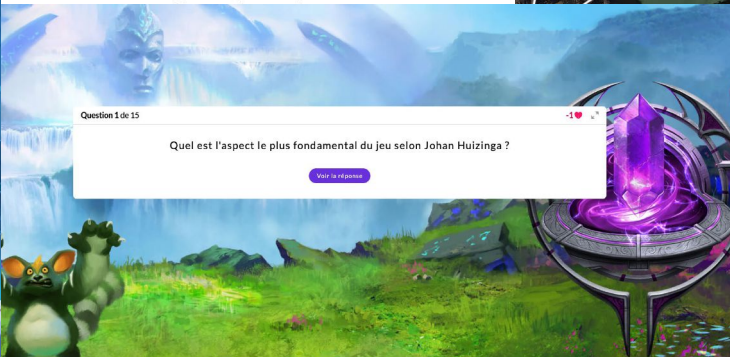 Question 1 de 15
-1
Quel est l'aspect le plus fondamental du jeu selon Johan Huizinga ?
Voir la réponse